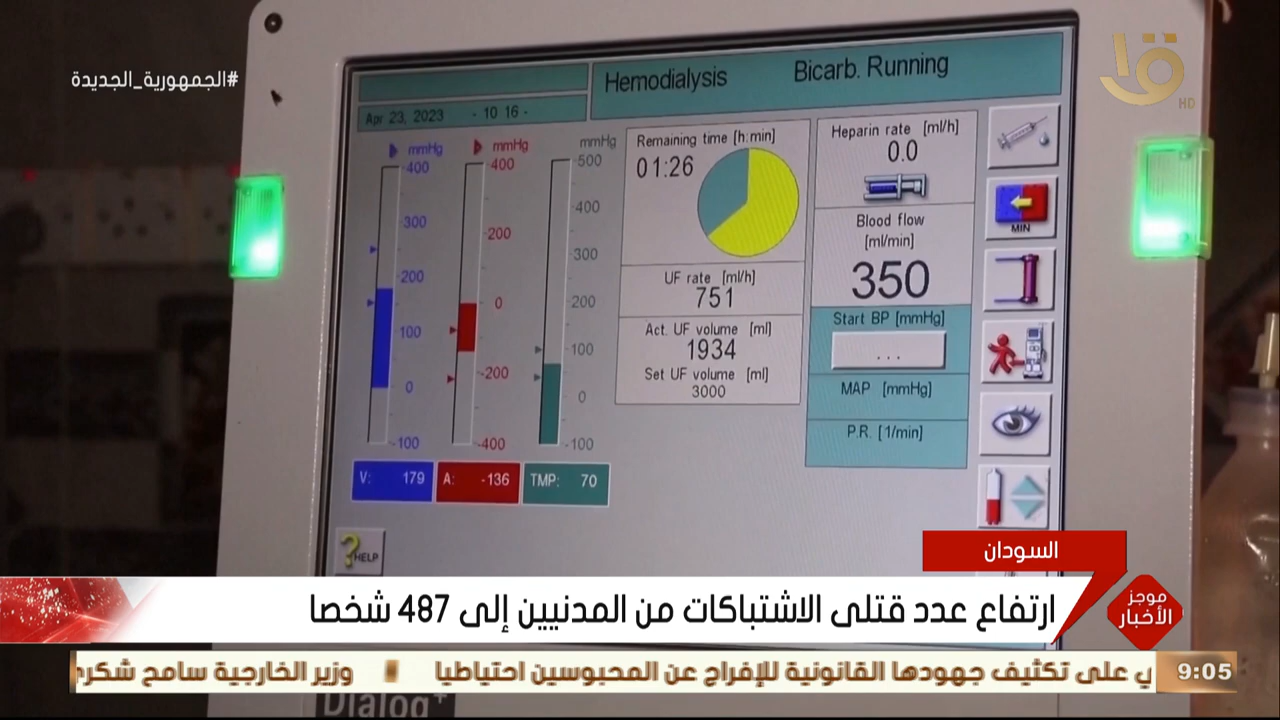 #الجمهورية_الجديدة
HD
Hemodialysis
Bicarb. Running
Apr 23, 2023 - 10 16 -
mmHg
400
300
200
100
0
-100
mmHg
400
200
0
-200
-400
mmHg
500
400
300
200
100
0
-100
V: 179
A: -136
TMP: 70
Remaining time [h:min]
01:26
UF rate [ml/h]
751
Act. UF volume [ml]
1934
Set UF volume [ml]
3000
Heparin rate [ml/h]
0.0
Blood flow
[ml/min]
350
Start BP [mmHg]
...
MAP [mmHg]
P.R. [1/min]
MIN
? HELP
السودان
موجز
الأخبار
ارتفاع عدد قتلى الاشتباكات من المدنيين إلى 487 شخصا
9:05
على تكثيف جهودها القانونية للإفراج عن المحبوسين احتياطيا
وزير الخارجية سامح شكري
Dialog+